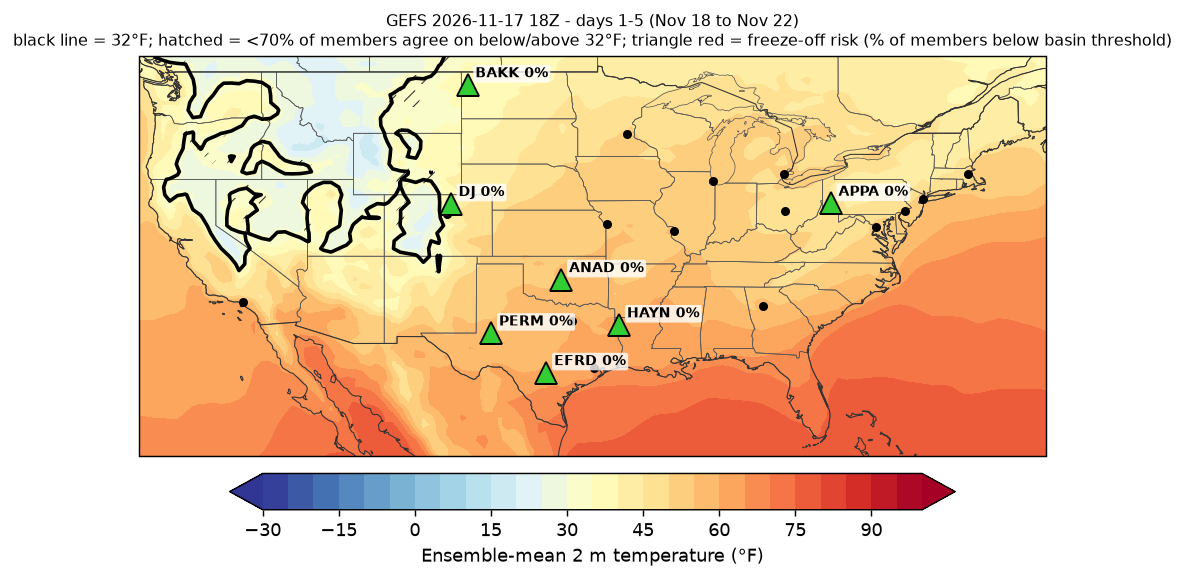 GEFS 2026-11-17 18Z - days 1-5 (Nov 18 to Nov 22)
black line = 32°F; hatched = <70% of members agree on below/above 32°F; triangle red = freeze-off risk (% of members below basin threshold)
BAKK 0%
DJ 0%
APPA 0%
ANAD 0%
HAYN 0%
PERM 0%
EFRD 0%
−30 −15 0 15 30 45 60 75 90
Ensemble-mean 2 m temperature (°F)